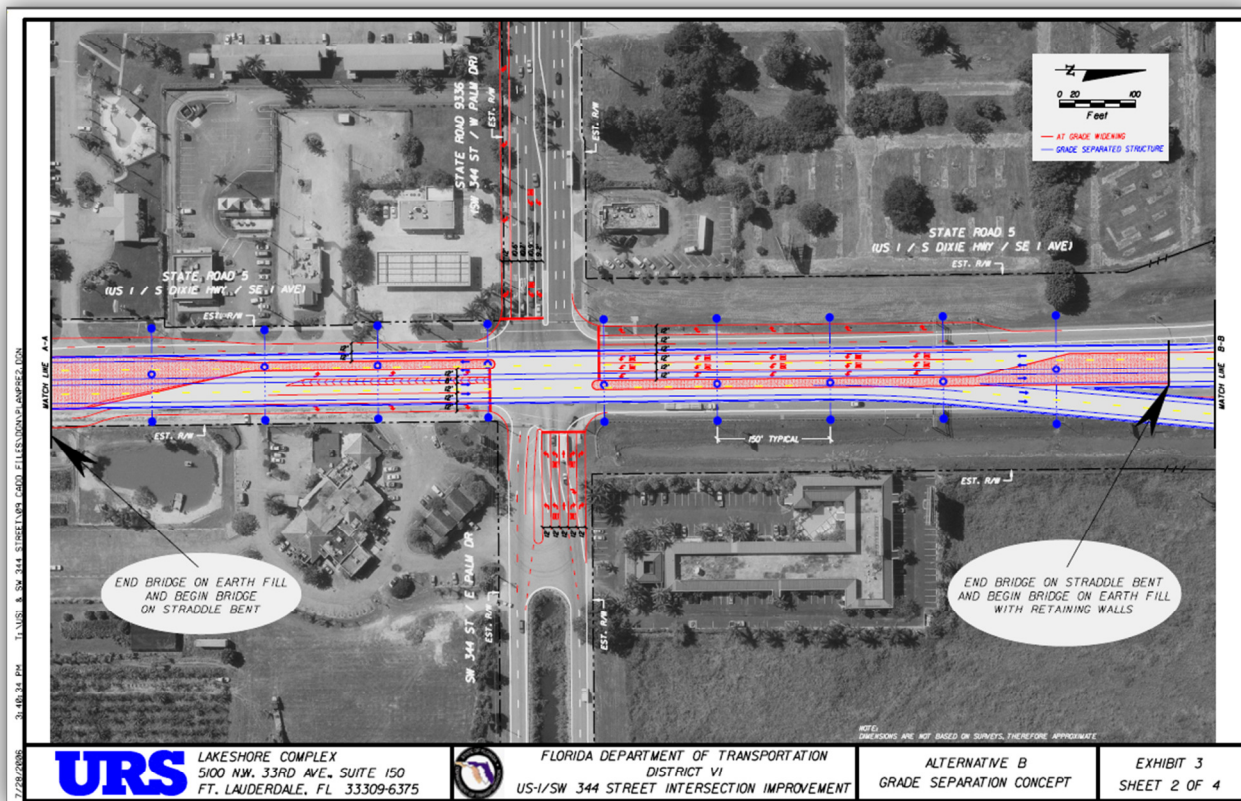 N
0 20 100
Feet
AT GRADE WIDENING
GRADE SEPARATED STRUCTURE
STATE ROAD 9336
(SW 344 ST / W PALM DR)
EST. R/W
EST. R/W
STATE ROAD 5
(US 1 / S DIXIE HWY / SE 1 AVE)
EST. R/W
STATE ROAD 5
(US 1 / S DIXIE HWY / SE 1 AVE)
EST. R/W
MATCH LINE A-A
MATCH LINE B-B
150' TYPICAL
EST. R/W
EST. R/W
END BRIDGE ON EARTH FILL
AND BEGIN BRIDGE
ON STRADDLE BENT
SW 344 ST / E PALM DR.
EST. R/W
EST. R/W
END BRIDGE ON STRADDLE BENT
AND BEGIN BRIDGE ON EARTH FILL
WITH RETAINING WALLS
NOTE:
DIMENSIONS ARE NOT BASED ON SURVEYS, THEREFORE APPROXIMATE
7/28/2006 3:40:34 PM
URS
LAKESHORE COMPLEX
5100 N.W. 33RD AVE., SUITE 150
FT. LAUDERDALE, FL 33309-6375
FLORIDA DEPARTMENT OF TRANSPORTATION
DISTRICT VI
US-1/SW 344 STREET INTERSECTION IMPROVEMENT
ALTERNATIVE B
GRADE SEPARATION CONCEPT
EXHIBIT 3
SHEET 2 OF 4